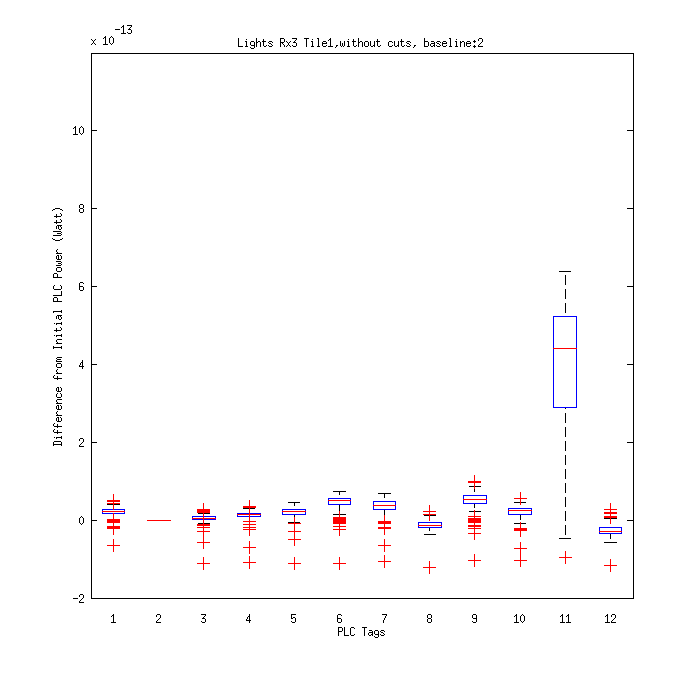 x 10-13
Lights Rx3 Tile1,without cuts, baseline:2
Difference from Initial PLC Power (Watt)
10
8
6
4
2
0
-2
1 2 3 4 5 6 7 8 9 10 11 12
PLC Tags